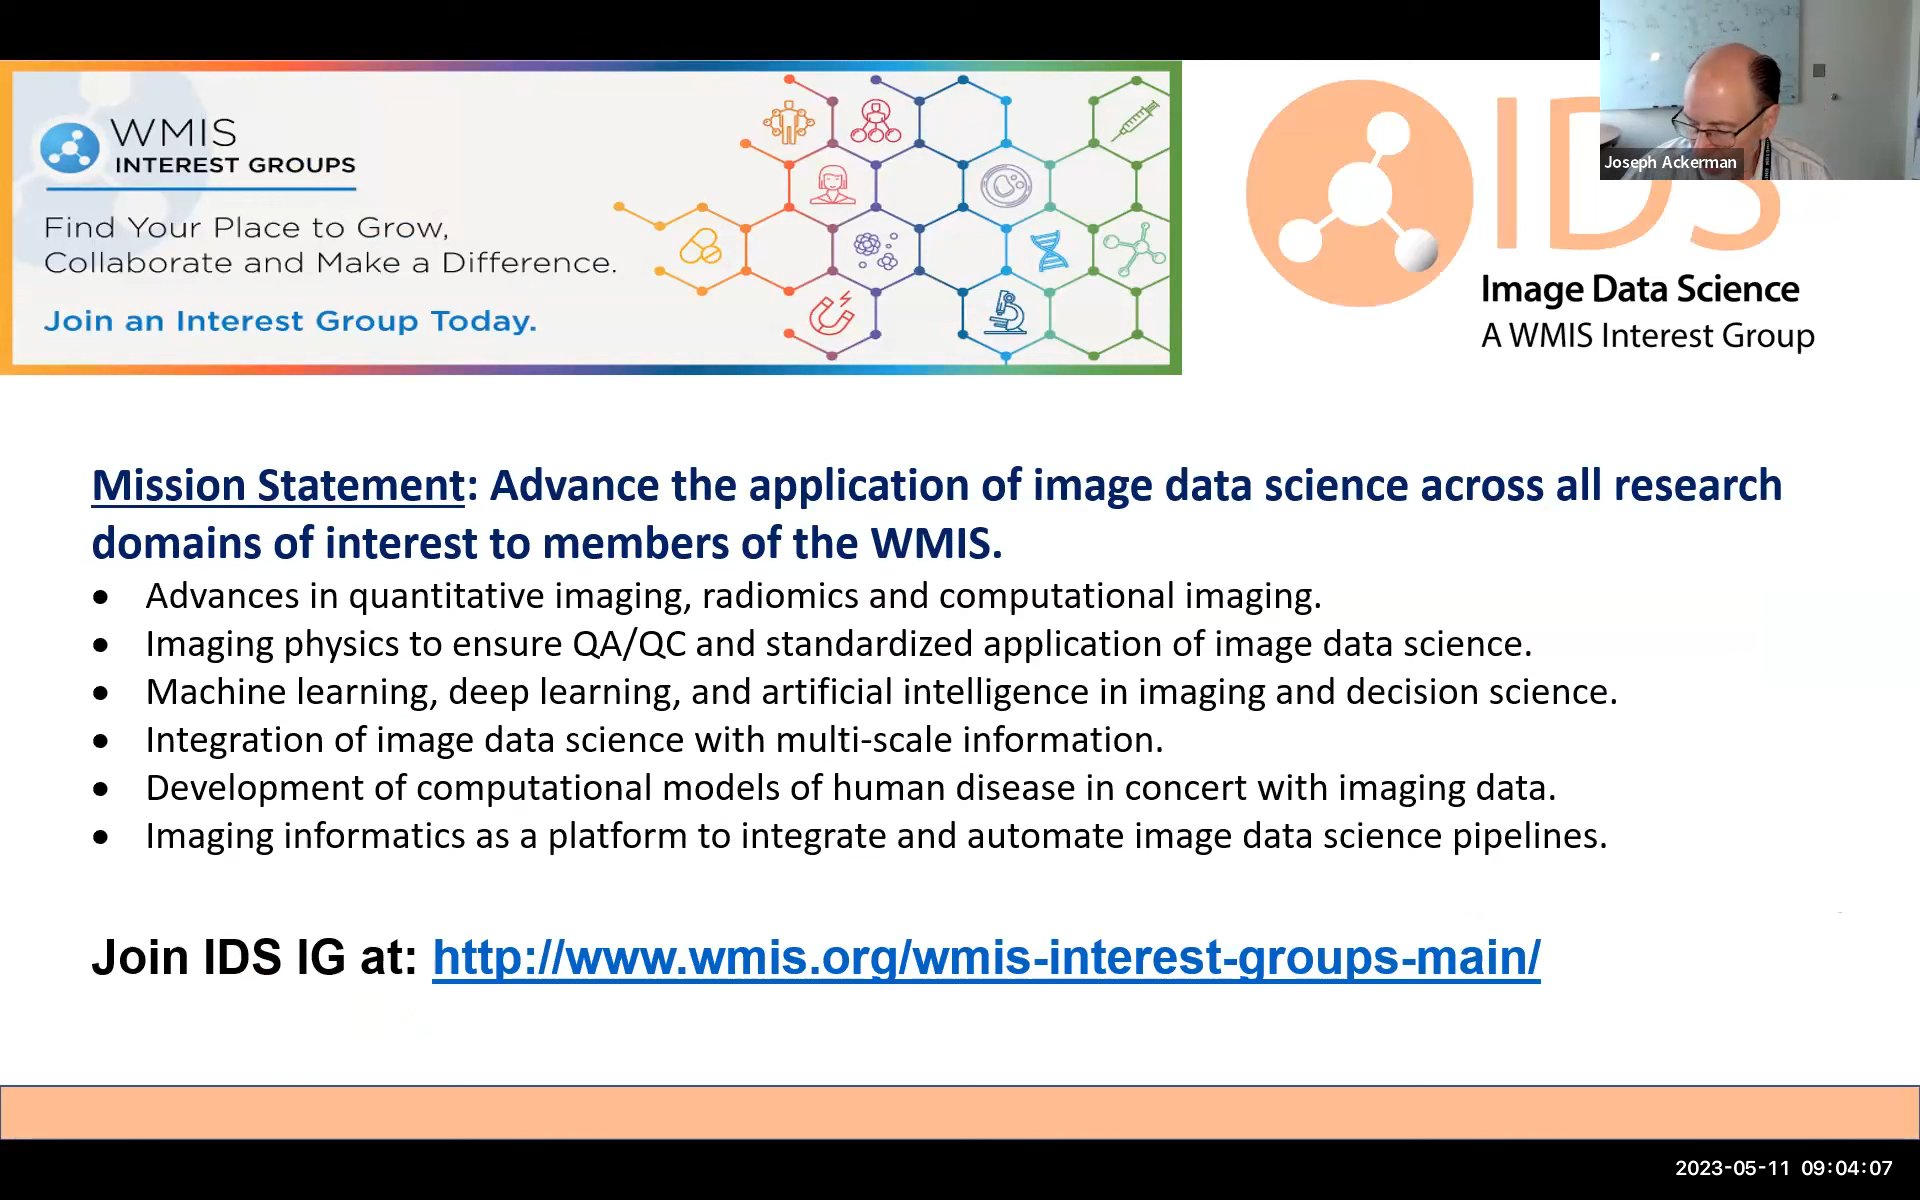 WMIS
INTEREST GROUPS
Find Your Place to Grow,
Collaborate and Make a Difference.
Join an Interest Group Today.
IDS
Image Data Science
A WMIS Interest Group
Joseph Ackerman
Mission Statement: Advance the application of image data science across all research
domains of interest to members of the WMIS.
• Advances in quantitative imaging, radiomics and computational imaging.
• Imaging physics to ensure QA/QC and standardized application of image data science.
• Machine learning, deep learning, and artificial intelligence in imaging and decision science.
• Integration of image data science with multi-scale information.
• Development of computational models of human disease in concert with imaging data.
• Imaging informatics as a platform to integrate and automate image data science pipelines.
Join IDS IG at: http://www.wmis.org/wmis-interest-groups-main/
2023-05-11 09:04:07